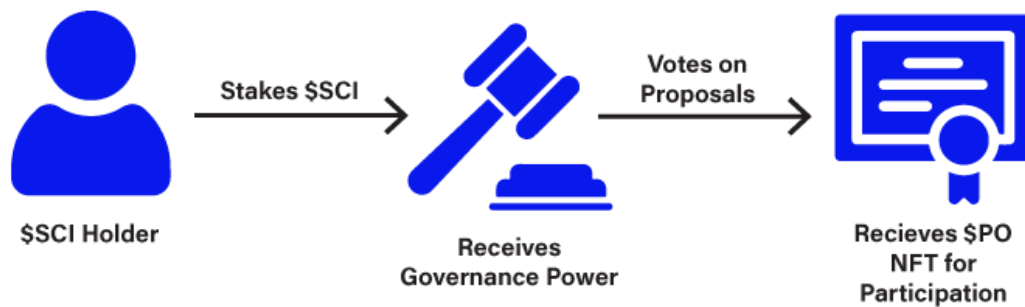 Stakes $SCI
Votes on
Proposals
$SCI Holder
Receives
Governance Power
Recieves $PO
NFT for
Participation